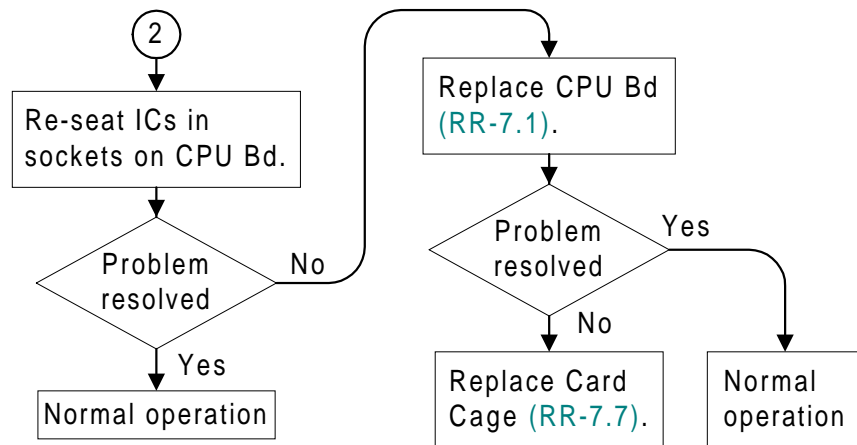 2
Re-seat ICs in
sockets on CPU Bd.
Problem
resolved
No
Yes
Normal operation
Replace CPU Bd
(RR-7.1).
Problem
resolved
Yes
No
Replace Card
Cage (RR-7.7).
Normal
operation